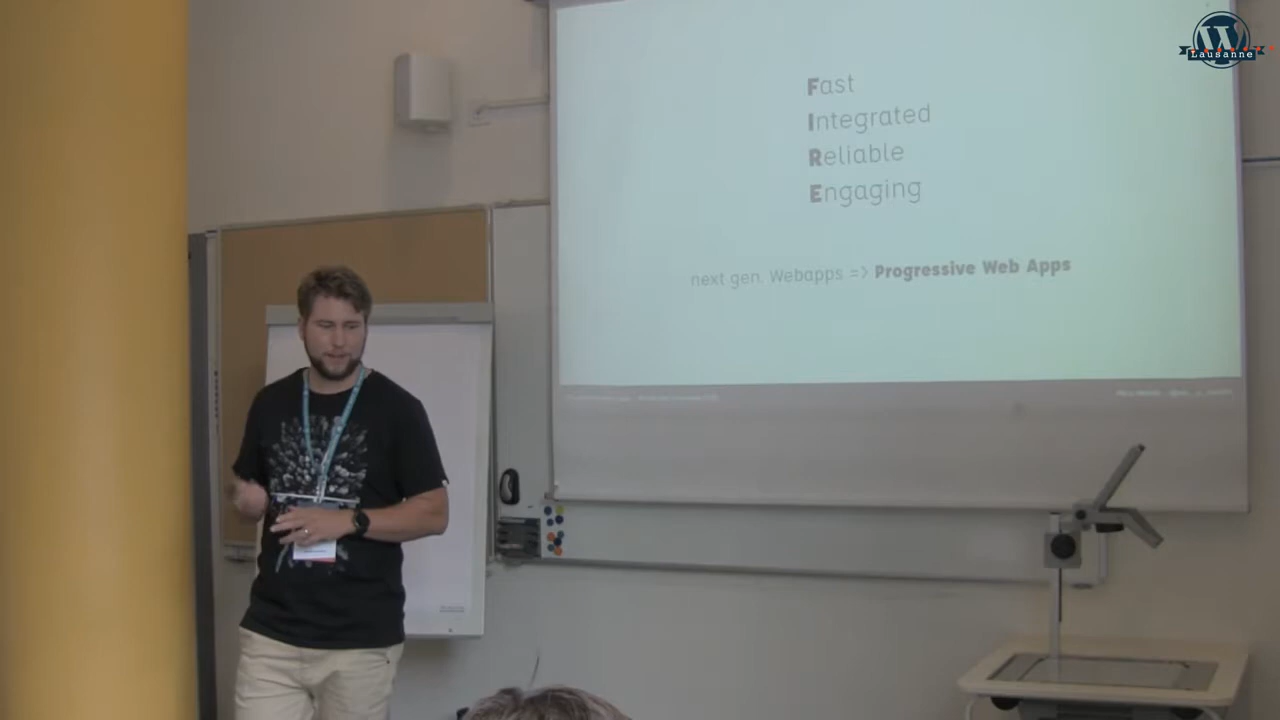 Lausanne
Fast
Integrated
Reliable
Engaging
next gen. Webapps => Progressive Web Apps